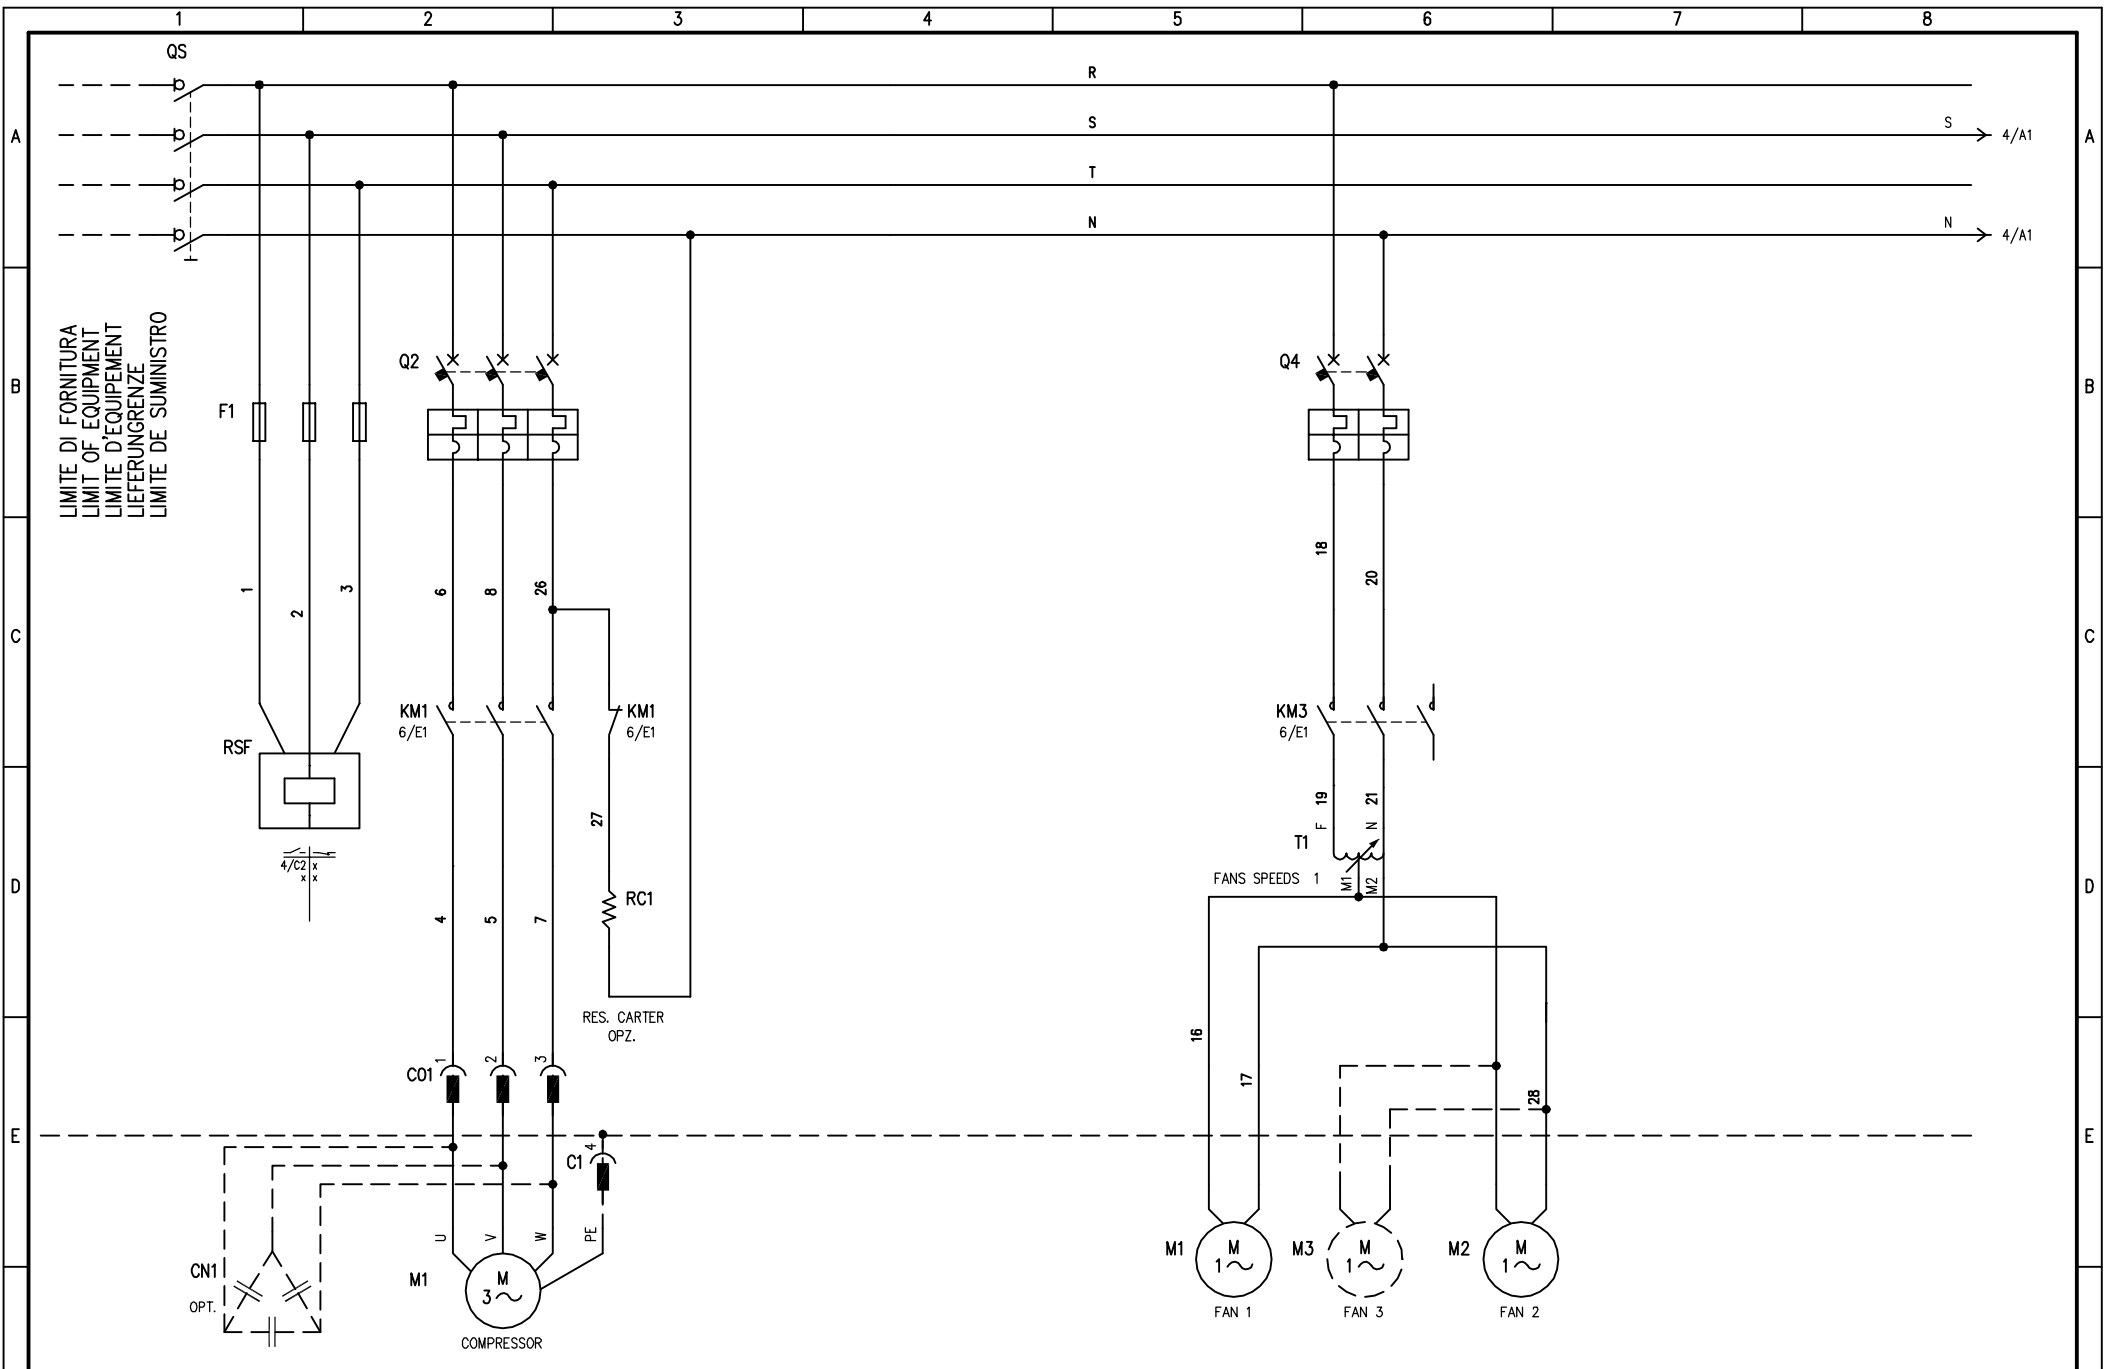 1 2 3 4 5 6 7 8
QS
R
A
S
S
4/A1
A
T
N
N
4/A1
LIMITE DI FORNITURA
LIMIT OF EQUIPMENT
LIMITE D'EQUIPEMENT
LIEFERUNGRENZE
LIMITE DE SUMINISTRO
B
F1
Q2
Q4
B
1
2
3
6
8
26
18
20
C
C
KM1
6/E1
KM1
6/E1
KM3
6/E1
RSF
4/C2 x
x x
27
19
21
F
N
T1
FANS SPEEDS 1
M1
M2
D
D
4
5
7
RC1
RES. CARTER
OPZ.
16
17
28
CO1
1
2
3
E
E
4
C1
U
V
W
PE
CN1
OPT.
M1
M
3
COMPRESSOR
M1
M
1
FAN 1
M3
M
1
FAN 3
M2
M
1
FAN 2